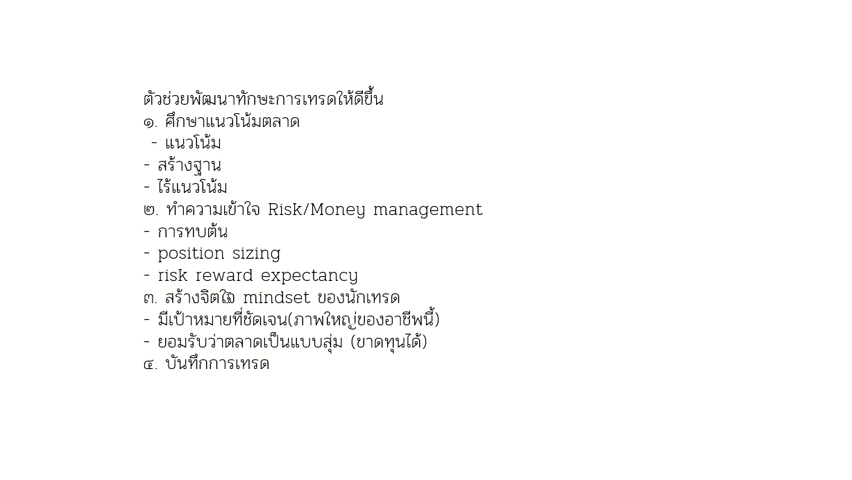 ตัวช่วยพัฒนาทักษะการเทรดให้ดีขึ้น
๑. ศึกษาแนวโน้มตลาด
- แนวโน้ม
- สร้างฐาน
- ไร้แนวโน้ม
๒. ทำความเข้าใจ Risk/Money management
- การทบต้น
- position sizing
- risk reward expectancy
๓. สร้างจิตใจ mindset ของนักเทรด
- มีเป้าหมายที่ชัดเจน(ภาพใหญ่ของอาชีพนี้)
- ยอมรับว่าตลาดเป็นแบบสุ่ม (ขาดทุนได้)
๔. บันทึกการเทรด